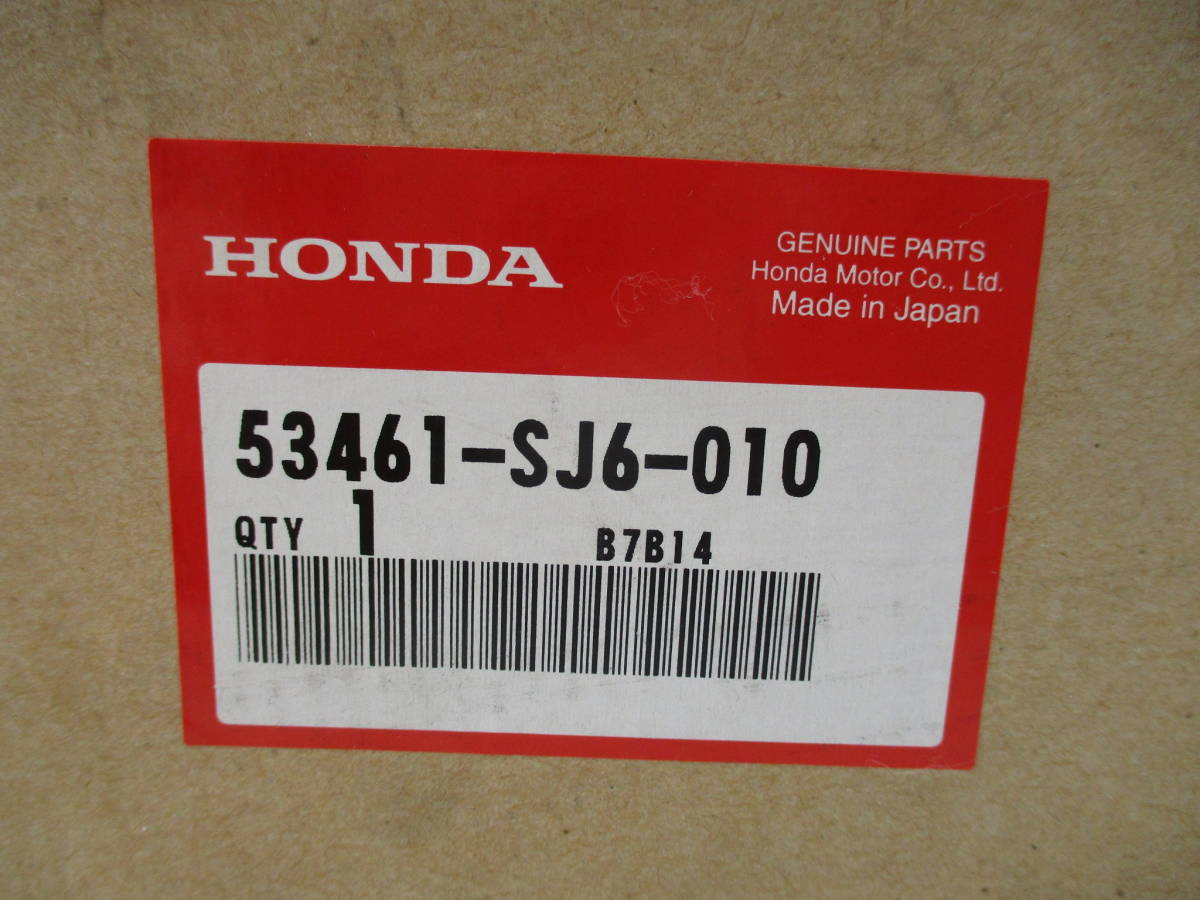 HONDA
GENUINE PARTS
Honda Motor Co., Ltd.
Made in Japan
53461-SJ6-010
QTY 1 B7B14